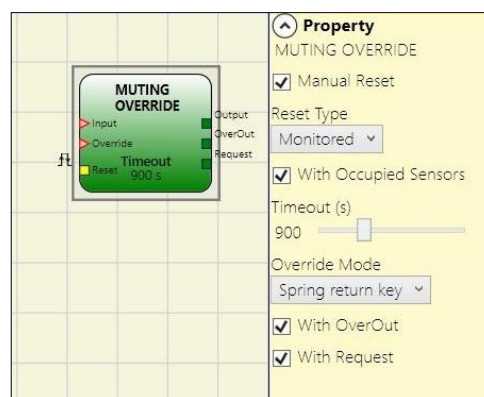 MUTING
OVERRIDE
Input
Override
Reset
Timeout
900 s
Output
OverOut
Request
Property
MUTING OVERRIDE
Manual Reset
Reset Type
Monitored
With Occupied Sensors
Timeout (s)
900
Override Mode
Spring return key
With OverOut
With Request